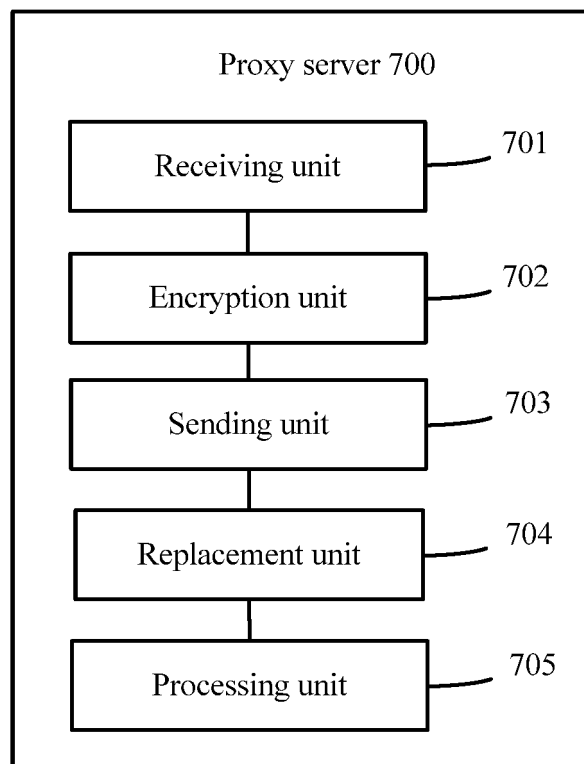 Proxy server 700
Receiving unit
701
Encryption unit
702
Sending unit
703
Replacement unit
704
Processing unit
705